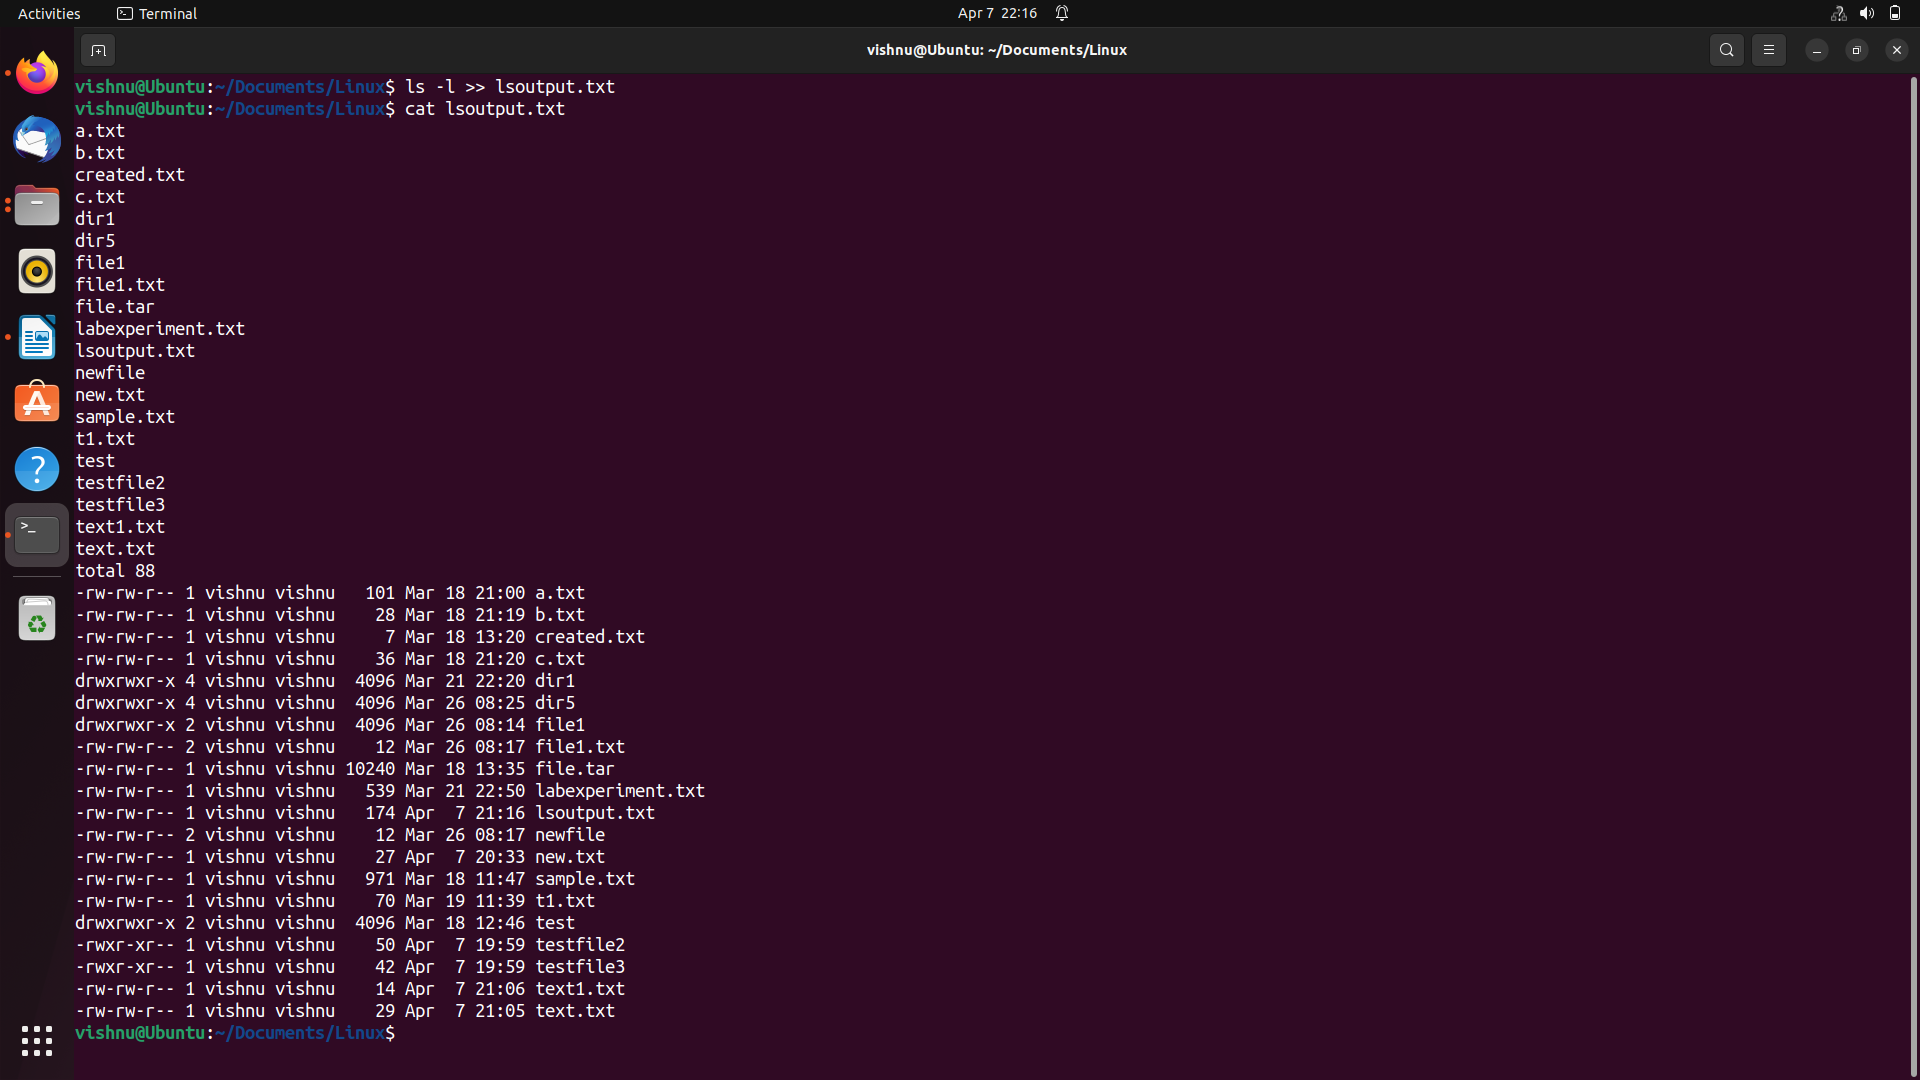 Activities Terminal Apr 7 22:16
vishnu@Ubuntu: ~/Documents/Linux
vishnu@Ubuntu:~/Documents/Linux$ ls -l >> lsoutput.txt
vishnu@Ubuntu:~/Documents/Linux$ cat lsoutput.txt
a.txt
b.txt
created.txt
c.txt
dir1
dir5
file1
file1.txt
file.tar
labexperiment.txt
lsoutput.txt
newfile
new.txt
sample.txt
t1.txt
test
testfile2
testfile3
text1.txt
text.txt
total 88
-rw-rw-r-- 1 vishnu vishnu   101 Mar 18 21:00 a.txt
-rw-rw-r-- 1 vishnu vishnu    28 Mar 18 21:19 b.txt
-rw-rw-r-- 1 vishnu vishnu     7 Mar 18 13:20 created.txt
-rw-rw-r-- 1 vishnu vishnu    36 Mar 18 21:20 c.txt
drwxrwxr-x 4 vishnu vishnu  4096 Mar 21 22:20 dir1
drwxrwxr-x 4 vishnu vishnu  4096 Mar 26 08:25 dir5
drwxrwxr-x 2 vishnu vishnu  4096 Mar 26 08:14 file1
-rw-rw-r-- 2 vishnu vishnu    12 Mar 26 08:17 file1.txt
-rw-rw-r-- 1 vishnu vishnu 10240 Mar 18 13:35 file.tar
-rw-rw-r-- 1 vishnu vishnu   539 Mar 21 22:50 labexperiment.txt
-rw-rw-r-- 1 vishnu vishnu   174 Apr  7 21:16 lsoutput.txt
-rw-rw-r-- 2 vishnu vishnu    12 Mar 26 08:17 newfile
-rw-rw-r-- 1 vishnu vishnu    27 Apr  7 20:33 new.txt
-rw-rw-r-- 1 vishnu vishnu   971 Mar 18 11:47 sample.txt
-rw-rw-r-- 1 vishnu vishnu    70 Mar 19 11:39 t1.txt
drwxrwxr-x 2 vishnu vishnu  4096 Mar 18 12:46 test
-rwxr-xr-- 1 vishnu vishnu    50 Apr  7 19:59 testfile2
-rwxr-xr-- 1 vishnu vishnu    42 Apr  7 19:59 testfile3
-rw-rw-r-- 1 vishnu vishnu    14 Apr  7 21:06 text1.txt
-rw-rw-r-- 1 vishnu vishnu    29 Apr  7 21:05 text.txt
vishnu@Ubuntu:~/Documents/Linux$